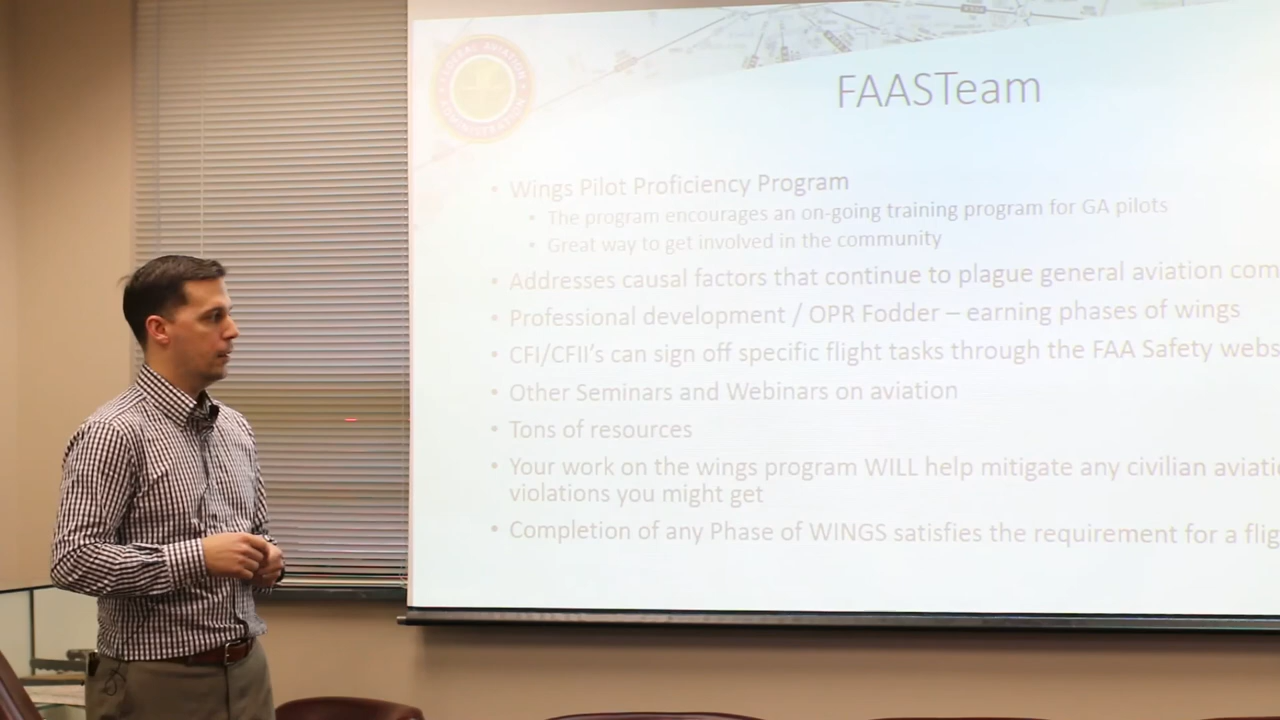 FEDERAL AVIATION ADMINISTRATION
FAASTeam
• Wings Pilot Proficiency Program
• The program encourages an on-going training program for GA pilots
• Great way to get involved in the community
• Addresses causal factors that continue to plague general aviation com
• Professional development / OPR Fodder – earning phases of wings
• CFI/CFII's can sign off specific flight tasks through the FAA Safety webs
• Other Seminars and Webinars on aviation
• Tons of resources
• Your work on the wings program WILL help mitigate any civilian aviati
violations you might get
• Completion of any Phase of WINGS satisfies the requirement for a flig